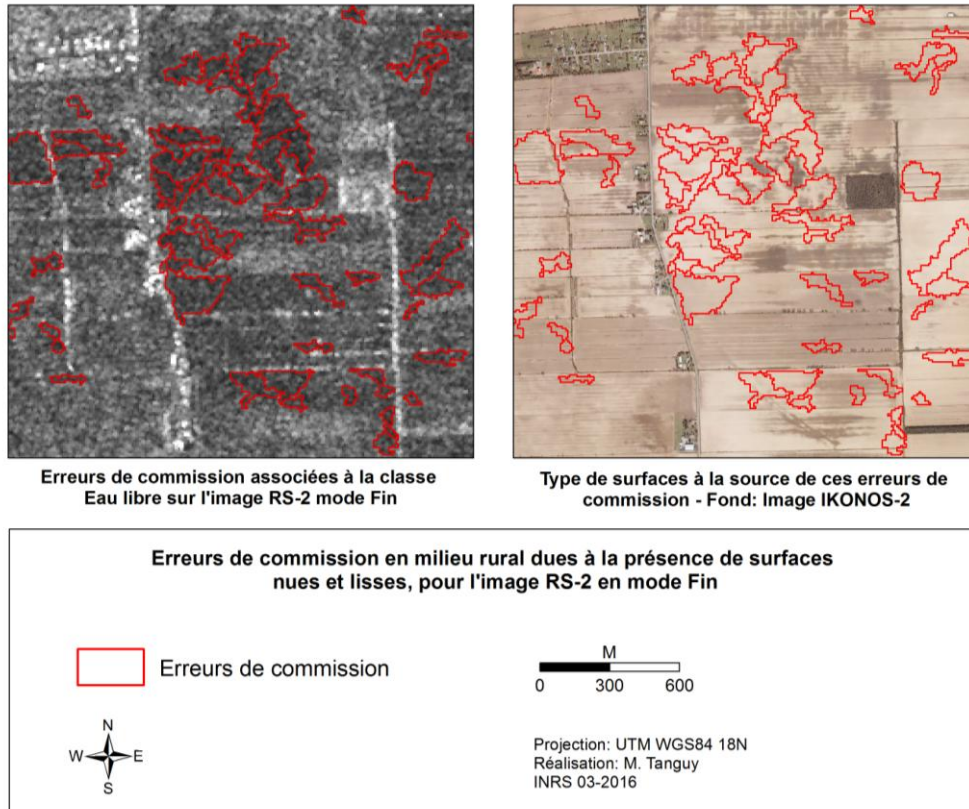 Erreurs de commission associées à la classe
Eau libre sur l'image RS-2 mode Fin
Type de surfaces à la source de ces erreurs de
commission - Fond: Image IKONOS-2
Erreurs de commission en milieu rural dues à la présence de surfaces
nues et lisses, pour l'image RS-2 en mode Fin
Erreurs de commission
M
0 300 600
N
W E
S
Projection: UTM WGS84 18N
Réalisation: M. Tanguy
INRS 03-2016